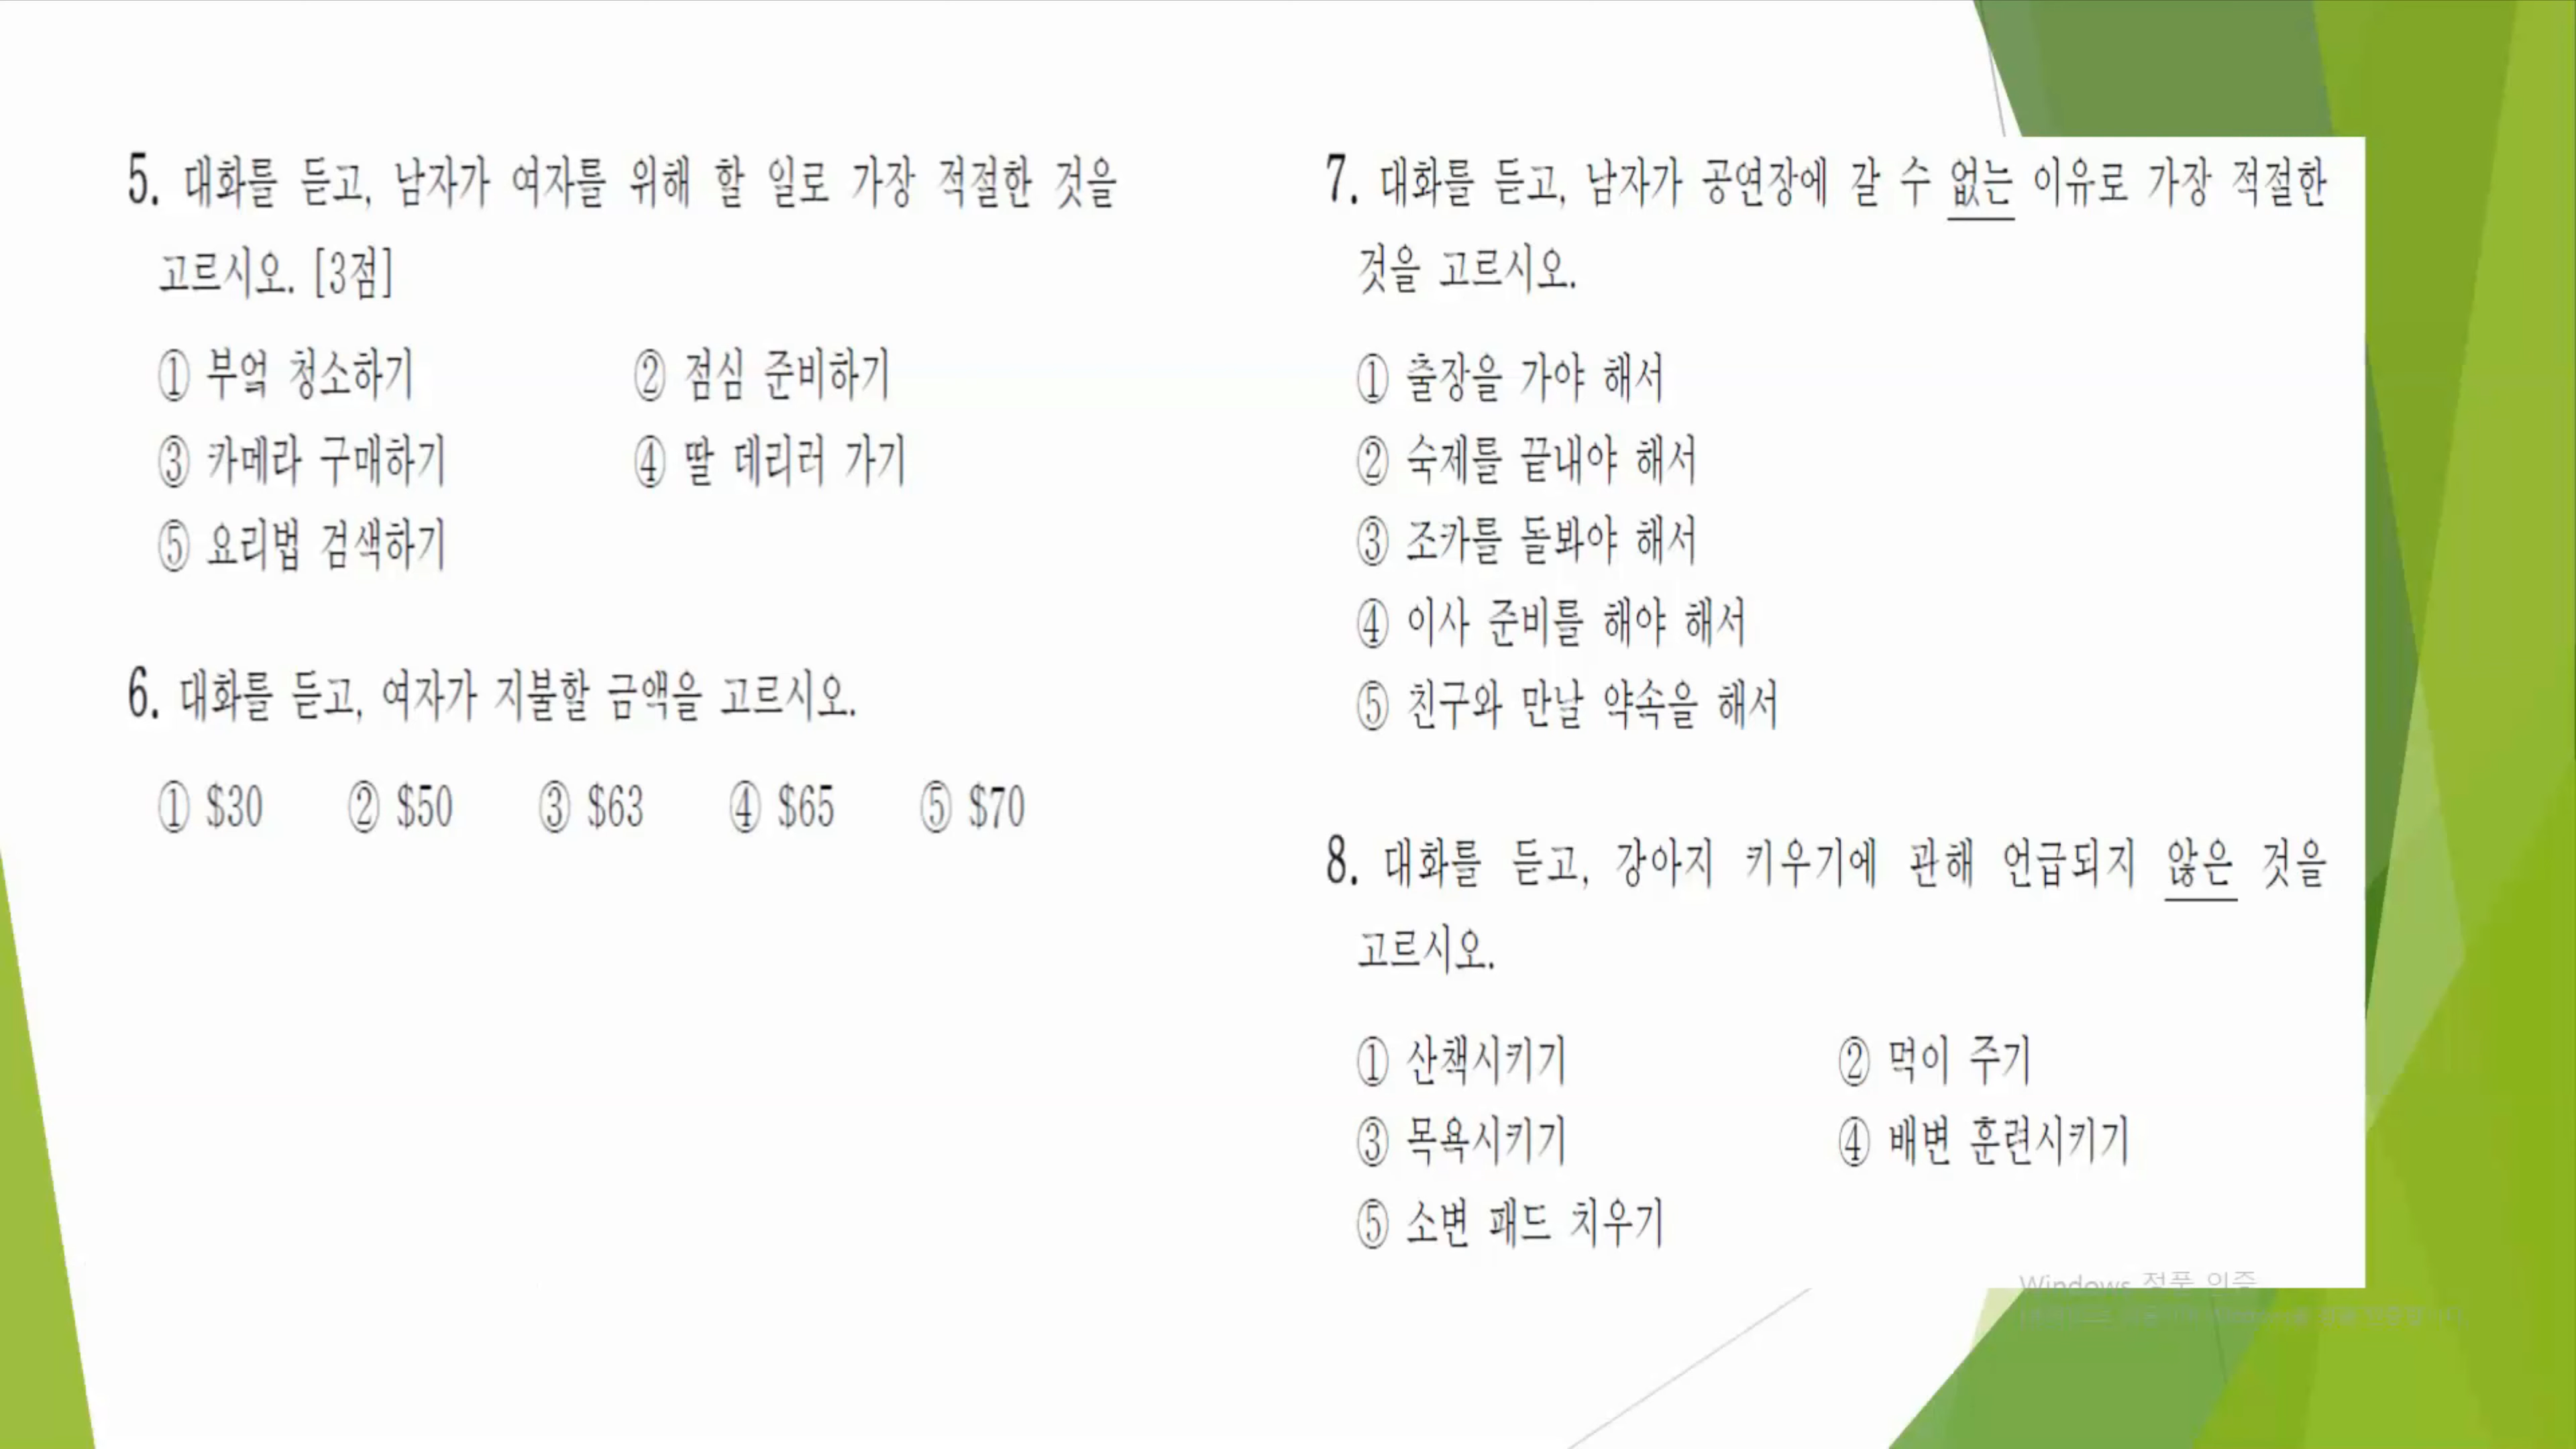 5. 대화를 듣고, 남자가 여자를 위해 할 일로 가장 적절한 것을
고르시오. [3점]
① 부엌 청소하기 ② 점심 준비하기
③ 카메라 구매하기 ④ 딸 데리러 가기
⑤ 요리법 검색하기
6. 대화를 듣고, 여자가 지불할 금액을 고르시오.
① $30 ② $50 ③ $63 ④ $65 ⑤ $70
7. 대화를 듣고, 남자가 공연장에 갈 수 없는 이유로 가장 적절한
것을 고르시오.
① 출장을 가야 해서
② 숙제를 끝내야 해서
③ 조카를 돌봐야 해서
④ 이사 준비를 해야 해서
⑤ 친구와 만날 약속을 해서
8. 대화를 듣고, 강아지 키우기에 관해 언급되지 않은 것을
고르시오.
① 산책시키기 ② 먹이 주기
③ 목욕시키기 ④ 배변 훈련시키기
⑤ 소변 패드 치우기
Windows 정품 인증